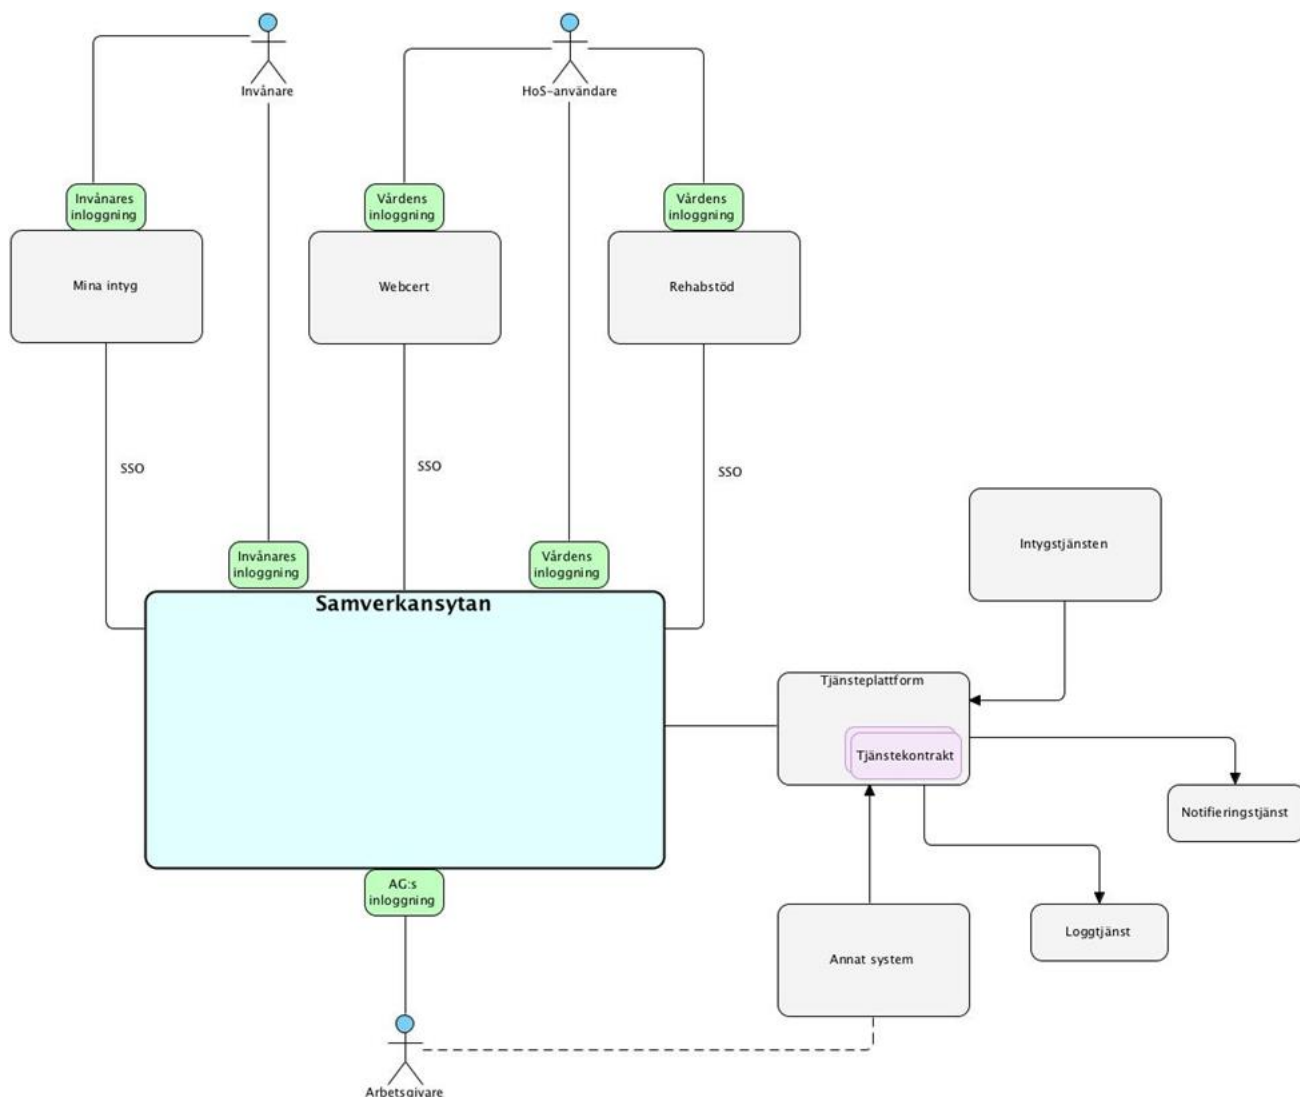 Invånare
HoS-användare
Invånares
inloggning
Vårdens
inloggning
Vårdens
inloggning
Mina intyg
Webcert
Rehabstöd
SSO
SSO
SSO
Invånares
inloggning
Vårdens
inloggning
Intygstjänsten
Samverkansytan
Tjänsteplattform
Tjänstekontrakt
Notifieringstjänst
AG:s
inloggning
Loggtjänst
Annat system
Arbetsgivare